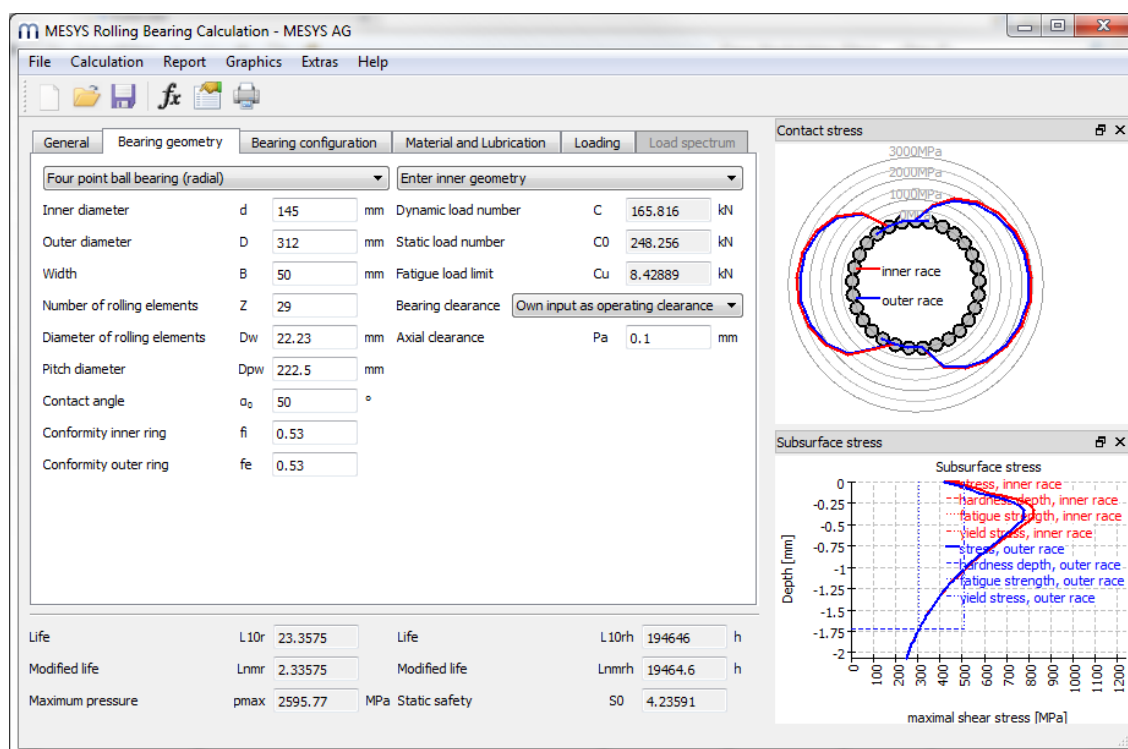 MESYS Rolling Bearing Calculation - MESYS AG
File Calculation Report Graphics Extras Help
fx
General Bearing geometry Bearing configuration Material and Lubrication Loading Load spectrum
Four point ball bearing (radial) Enter inner geometry
Inner diameter d 145 mm Dynamic load number C 165.816 kN
Outer diameter D 312 mm Static load number C0 248.256 kN
Width B 50 mm Fatigue load limit Cu 8.42889 kN
Number of rolling elements Z 29 Bearing clearance Own input as operating clearance
Diameter of rolling elements Dw 22.23 mm Axial clearance Pa 0.1 mm
Pitch diameter Dpw 222.5 mm
Contact angle α₀ 50 °
Conformity inner ring fi 0.53
Conformity outer ring fe 0.53
Life L10r 23.3575 Life L10rh 194646 h
Modified life Lnmr 2.33575 Modified life Lnmrh 19464.6 h
Maximum pressure pmax 2595.77 MPa Static safety S0 4.23591
Contact stress
3000MPa
2000MPa
1000MPa
0MPa
inner race
outer race
Subsurface stress
Subsurface stress
stress, inner race
hardness depth, inner race
fatigue strength, inner race
yield stress, inner race
stress, outer race
hardness depth, outer race
fatigue strength, outer race
yield stress, outer race
Depth [mm]
0
-0.25
-0.5
-0.75
-1
-1.25
-1.5
-1.75
-2
0 100 200 300 400 500 600 700 800 900 1000 1100 1200
maximal shear stress [MPa]